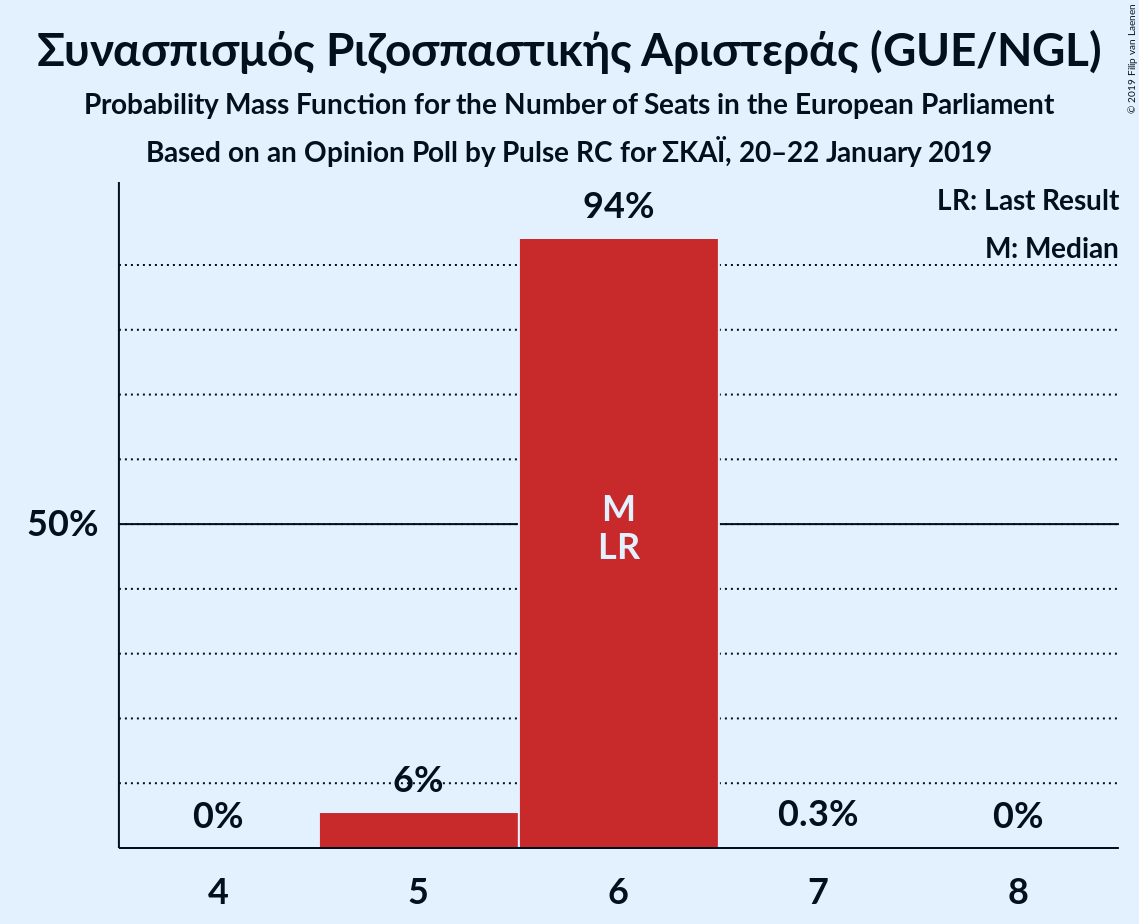 Συνασπισμός Ριζοσπαστικής Αριστεράς (GUE/NGL)
Probability Mass Function for the Number of Seats in the European Parliament
Based on an Opinion Poll by Pulse RC for ΣΚΑΪ, 20–22 January 2019
© 2019 Filip van Laenen
LR: Last Result
M: Median
94%
M
LR
50%
6%
0%
0.3%
0%
4 5 6 7 8